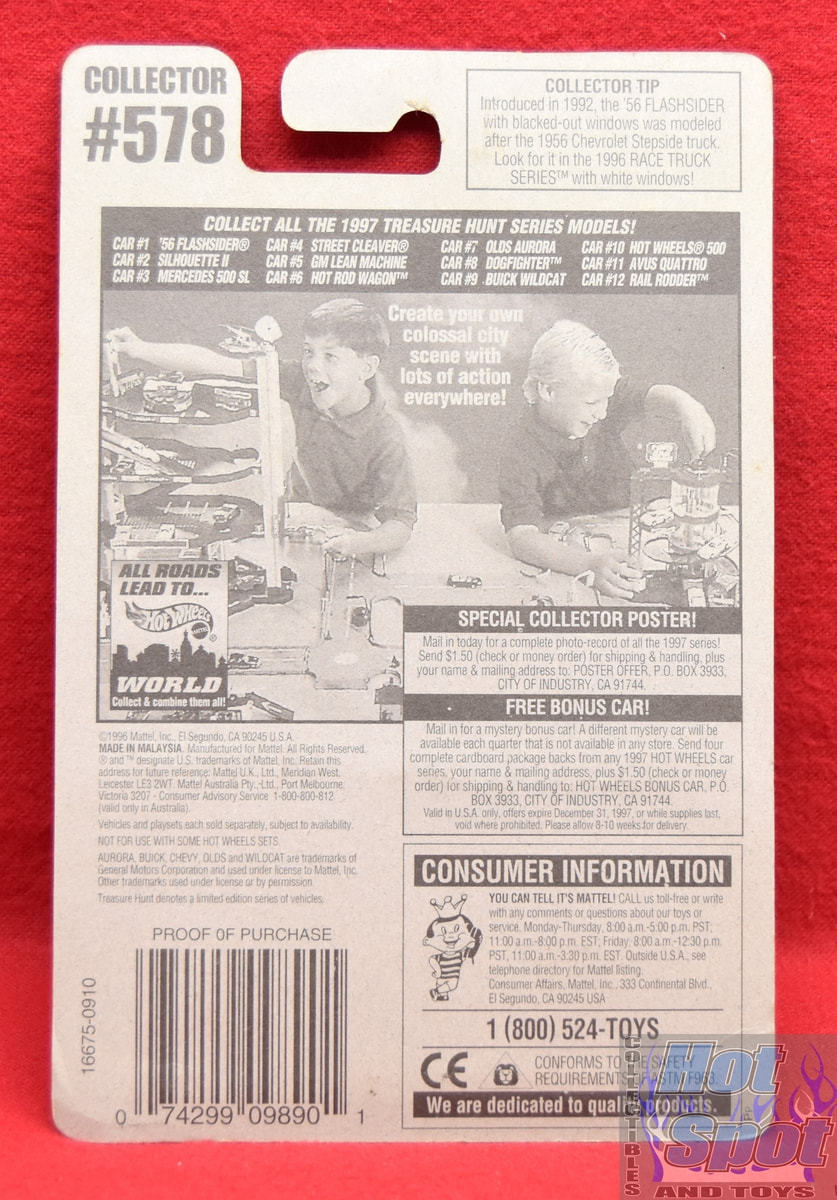 COLLECTOR
#578
COLLECTOR TIP
Introduced in 1992, the '56 FLASHSIDER
with blacked-out windows was modeled
after the 1956 Chevrolet Stepside truck.
Look for it in the 1996 RACE TRUCK
SERIES™ with white windows!
COLLECT ALL THE 1997 TREASURE HUNT SERIES MODELS!
CAR #1 '56 FLASHSIDER® CAR #4 STREET CLEAVER® CAR #7 OLDS AURORA CAR #10 HOT WHEELS® 500
CAR #2 SILHOUETTE II CAR #5 GM LEAN MACHINE CAR #8 DOGFIGHTER™ CAR #11 AVUS QUATTRO
CAR #3 MERCEDES 500 SL CAR #6 HOT ROD WAGON™ CAR #9 BUICK WILDCAT CAR #12 RAIL RODDER™
Create your own
colossal city
scene with
lots of action
everywhere!
ALL ROADS
LEAD TO...
HOT WHEELS
MATTEL
®
WORLD
Collect & combine them all!
SPECIAL COLLECTOR POSTER!
Mail in today for a complete photo-record of all the 1997 series!
Send $1.50 (check or money order) for shipping & handling, plus
your name & mailing address to: POSTER OFFER, P.O. BOX 3933,
CITY OF INDUSTRY, CA 91744.
FREE BONUS CAR!
Mail in for a mystery bonus car! A different mystery car will be
available each quarter that is not available in any store. Send four
complete cardboard package backs from any 1997 HOT WHEELS car
series, your name & mailing address, plus $1.50 (check or money
order) for shipping & handling to: HOT WHEELS BONUS CAR, P.O.
BOX 3933, CITY OF INDUSTRY, CA 91744.
Valid in U.S.A. only, offers expire December 31, 1997, or while supplies last,
void where prohibited. Please allow 8-10 weeks for delivery.
©1996 Mattel, Inc., El Segundo, CA 90245 U.S.A.
MADE IN MALAYSIA. Manufactured for Mattel. All Rights Reserved.
® and ™ designate U.S. trademarks of Mattel, Inc. Retain this
address for future reference: Mattel U.K., Ltd., Meridian West,
Leicester LE3 2WT. Mattel Australia Pty., Ltd., Port Melbourne,
Victoria 3207 - Consumer Advisory Service 1-800-800-812
(valid only in Australia).
Vehicles and playsets each sold separately, subject to availability.
NOT FOR USE WITH SOME HOT WHEELS SETS.
AURORA, BUICK, CHEVY, OLDS and WILDCAT are trademarks of
General Motors Corporation and used under license to Mattel, Inc.
Other trademarks used under license or by permission.
Treasure Hunt denotes a limited edition series of vehicles.
PROOF OF PURCHASE
16675-0910
0 74299 09890 1
CONSUMER INFORMATION
YOU CAN TELL IT'S MATTEL! CALL us toll-free or write
with any comments or questions about our toys or
service. Monday-Thursday, 8:00 a.m.-5:00 p.m. PST;
11:00 a.m.-8:00 p.m. EST; Friday, 8:00 a.m.-12:30 p.m.
PST, 11:00 a.m.-3:30 p.m. EST. Outside U.S.A., see
telephone directory for Mattel listing.
Consumer Affairs, Mattel, Inc., 333 Continental Blvd.,
El Segundo, CA 90245 USA
1 (800) 524-TOYS
CE
CONFORMS TO THE SAFETY
REQUIREMENTS OF ASTM F963.
We are dedicated to quality products.
COLLECTIBLES
Hot
Spot
AND TOYS